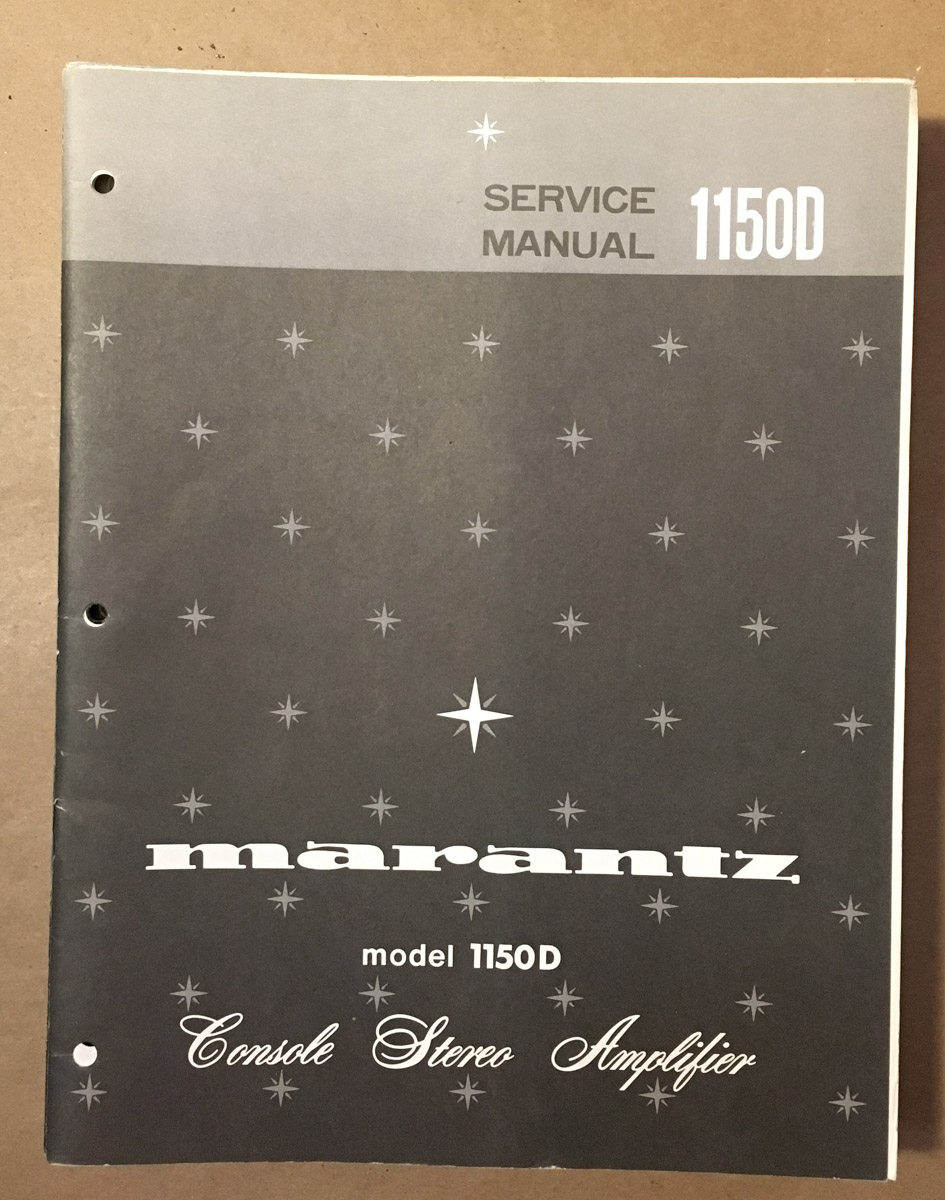 SERVICE
MANUAL 1150D
marantz
model 1150D
Console Stereo Amplifier